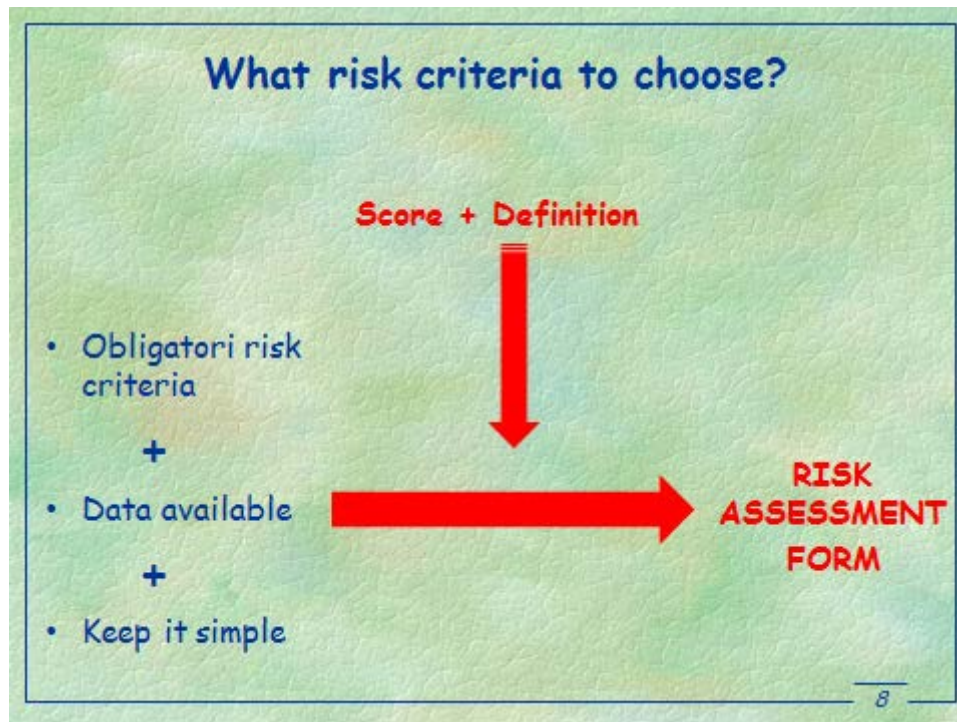 What risk criteria to choose?
Score + Definition
• Obligatori risk
criteria
+
• Data available
+
• Keep it simple
RISK
ASSESSMENT
FORM
8